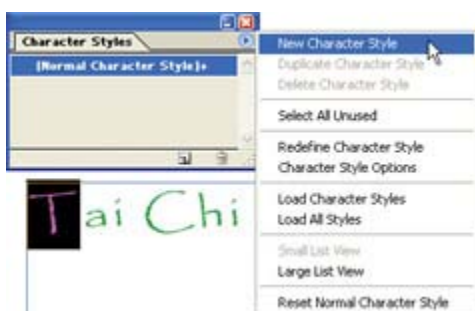 Character Styles
[Normal Character Style]+
New Character Style
Duplicate Character Style
Delete Character Style
Select All Unused
Redefine Character Style
Character Style Options
Load Character Styles
Load All Styles
Small List View
Large List View
Reset Normal Character Style
Tai Chi